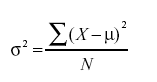 σ² = ∑(X − μ)² / N